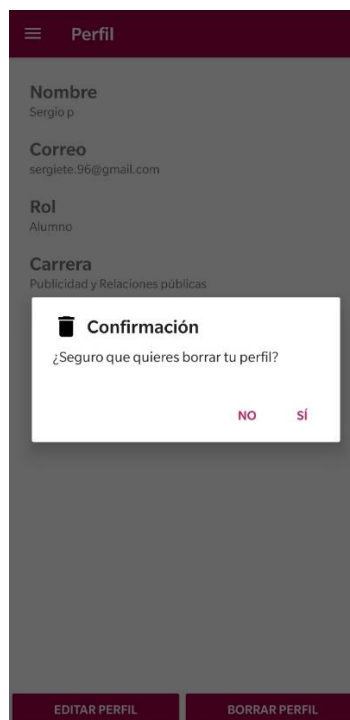 Perfil
Nombre
Sergio p
Correo
sergiete.96@gmail.com
Rol
Alumno
Carrera
Publicidad y Relaciones públicas
Confirmación
¿Seguro que quieres borrar tu perfil?
NO SÍ
EDITAR PERFIL BORRAR PERFIL